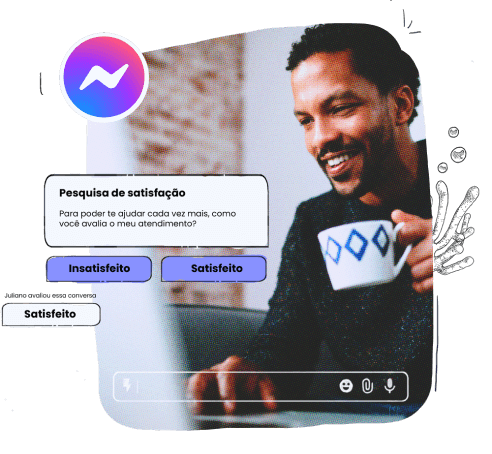 Pesquisa de satisfação
Para poder te ajudar cada vez mais, como
você avalia o meu atendimento?
Insatisfeito
Satisfeito
Juliano avaliou essa conversa
Satisfeito